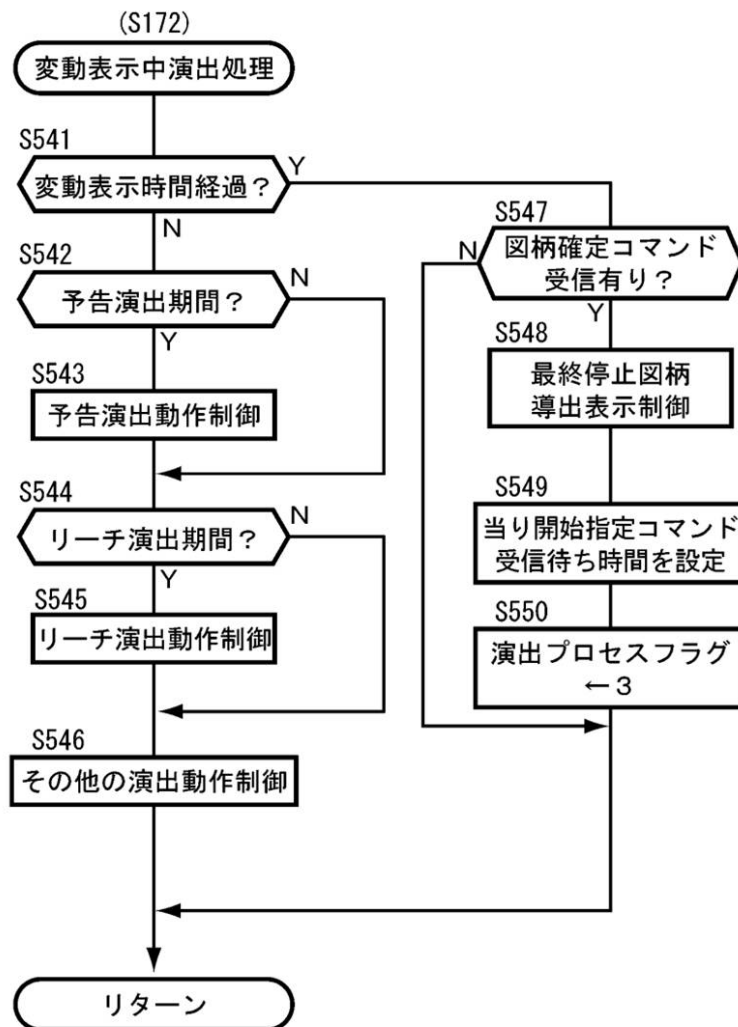 (S172)
変動表示中演出処理
S541
変動表示時間経過？
Y
N
S542
予告演出期間？
N
Y
S543
予告演出動作制御
S544
リーチ演出期間？
N
Y
S545
リーチ演出動作制御
S546
その他の演出動作制御
S547
N
図柄確定コマンド
受信有り？
Y
S548
最終停止図柄
導出表示制御
S549
当り開始指定コマンド
受信待ち時間を設定
S550
演出プロセスフラグ
←3
リターン